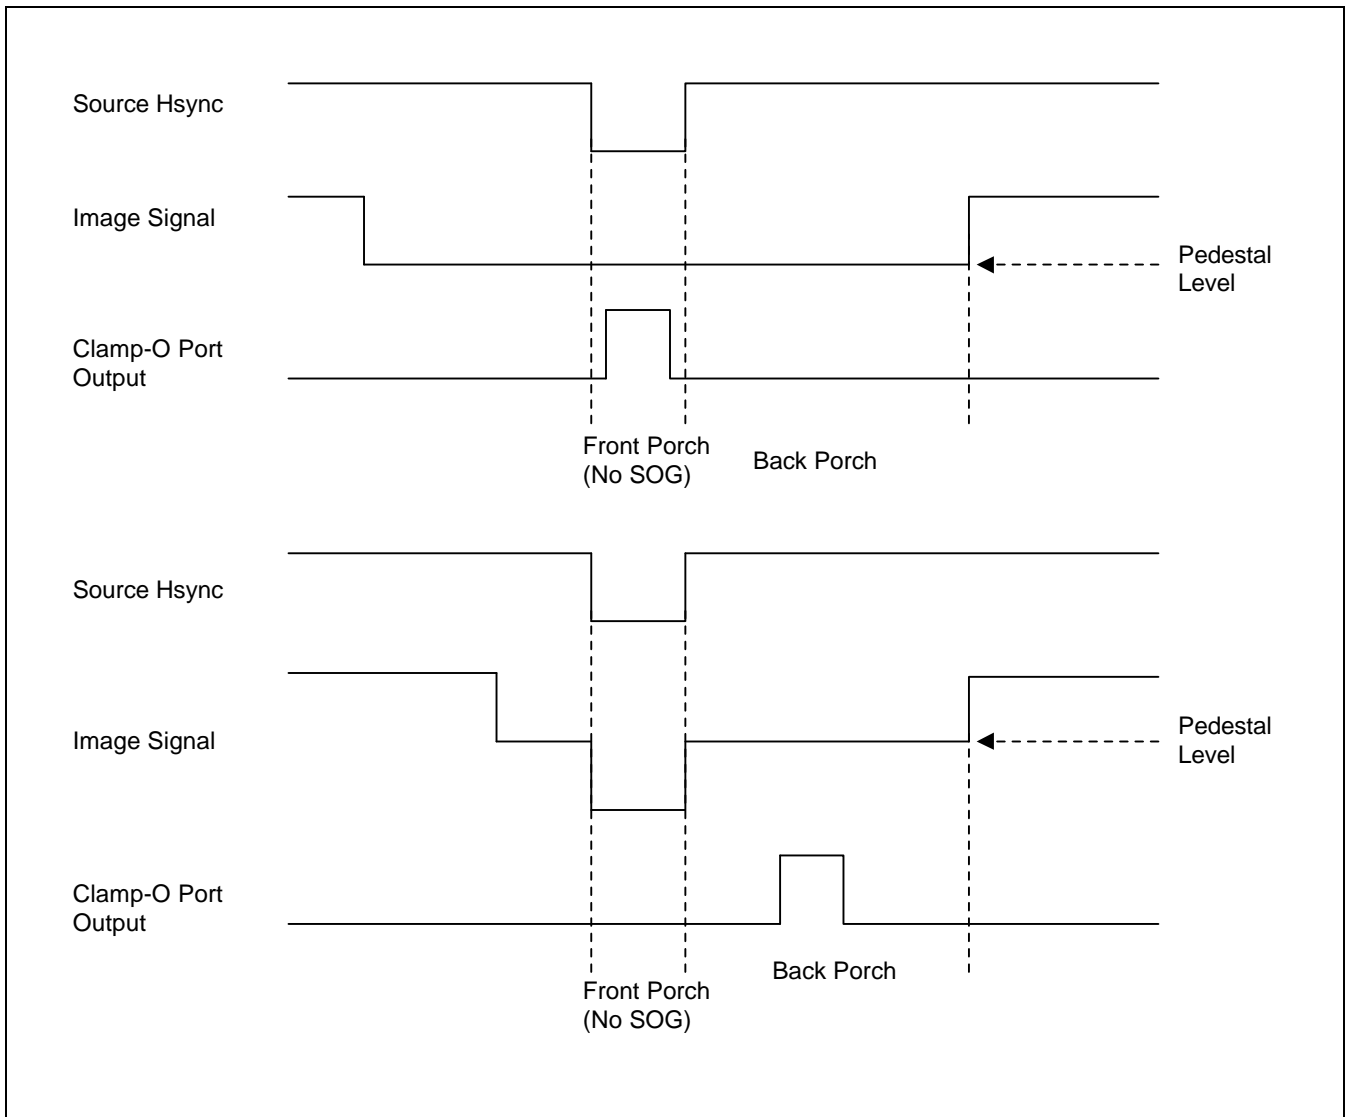 Source Hsync
Image Signal
Pedestal
Level
Clamp-O Port
Output
Front Porch
(No SOG)
Back Porch
Source Hsync
Image Signal
Pedestal
Level
Clamp-O Port
Output
Back Porch
Front Porch
(No SOG)